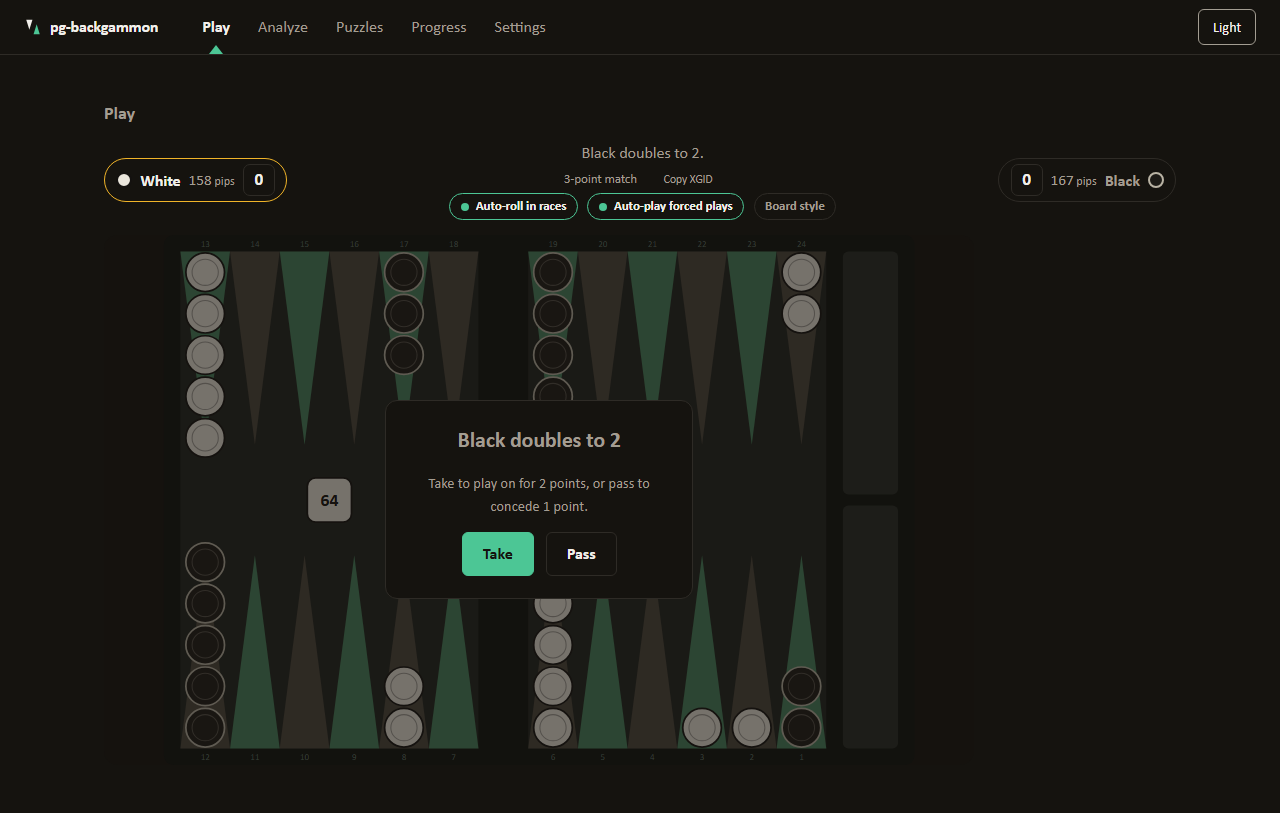 pg-backgammon Play Analyze Puzzles Progress Settings Light
Play
Black doubles to 2.
White 158 pips 0
3-point match Copy XGID
0 167 pips Black
Auto-roll in races Auto-play forced plays Board style
13 14 15 16 17 18 19 20 21 22 23 24
Black doubles to 2
Take to play on for 2 points, or pass to
concede 1 point.
64
Take Pass
12 11 10 9 8 7 6 5 4 3 2 1